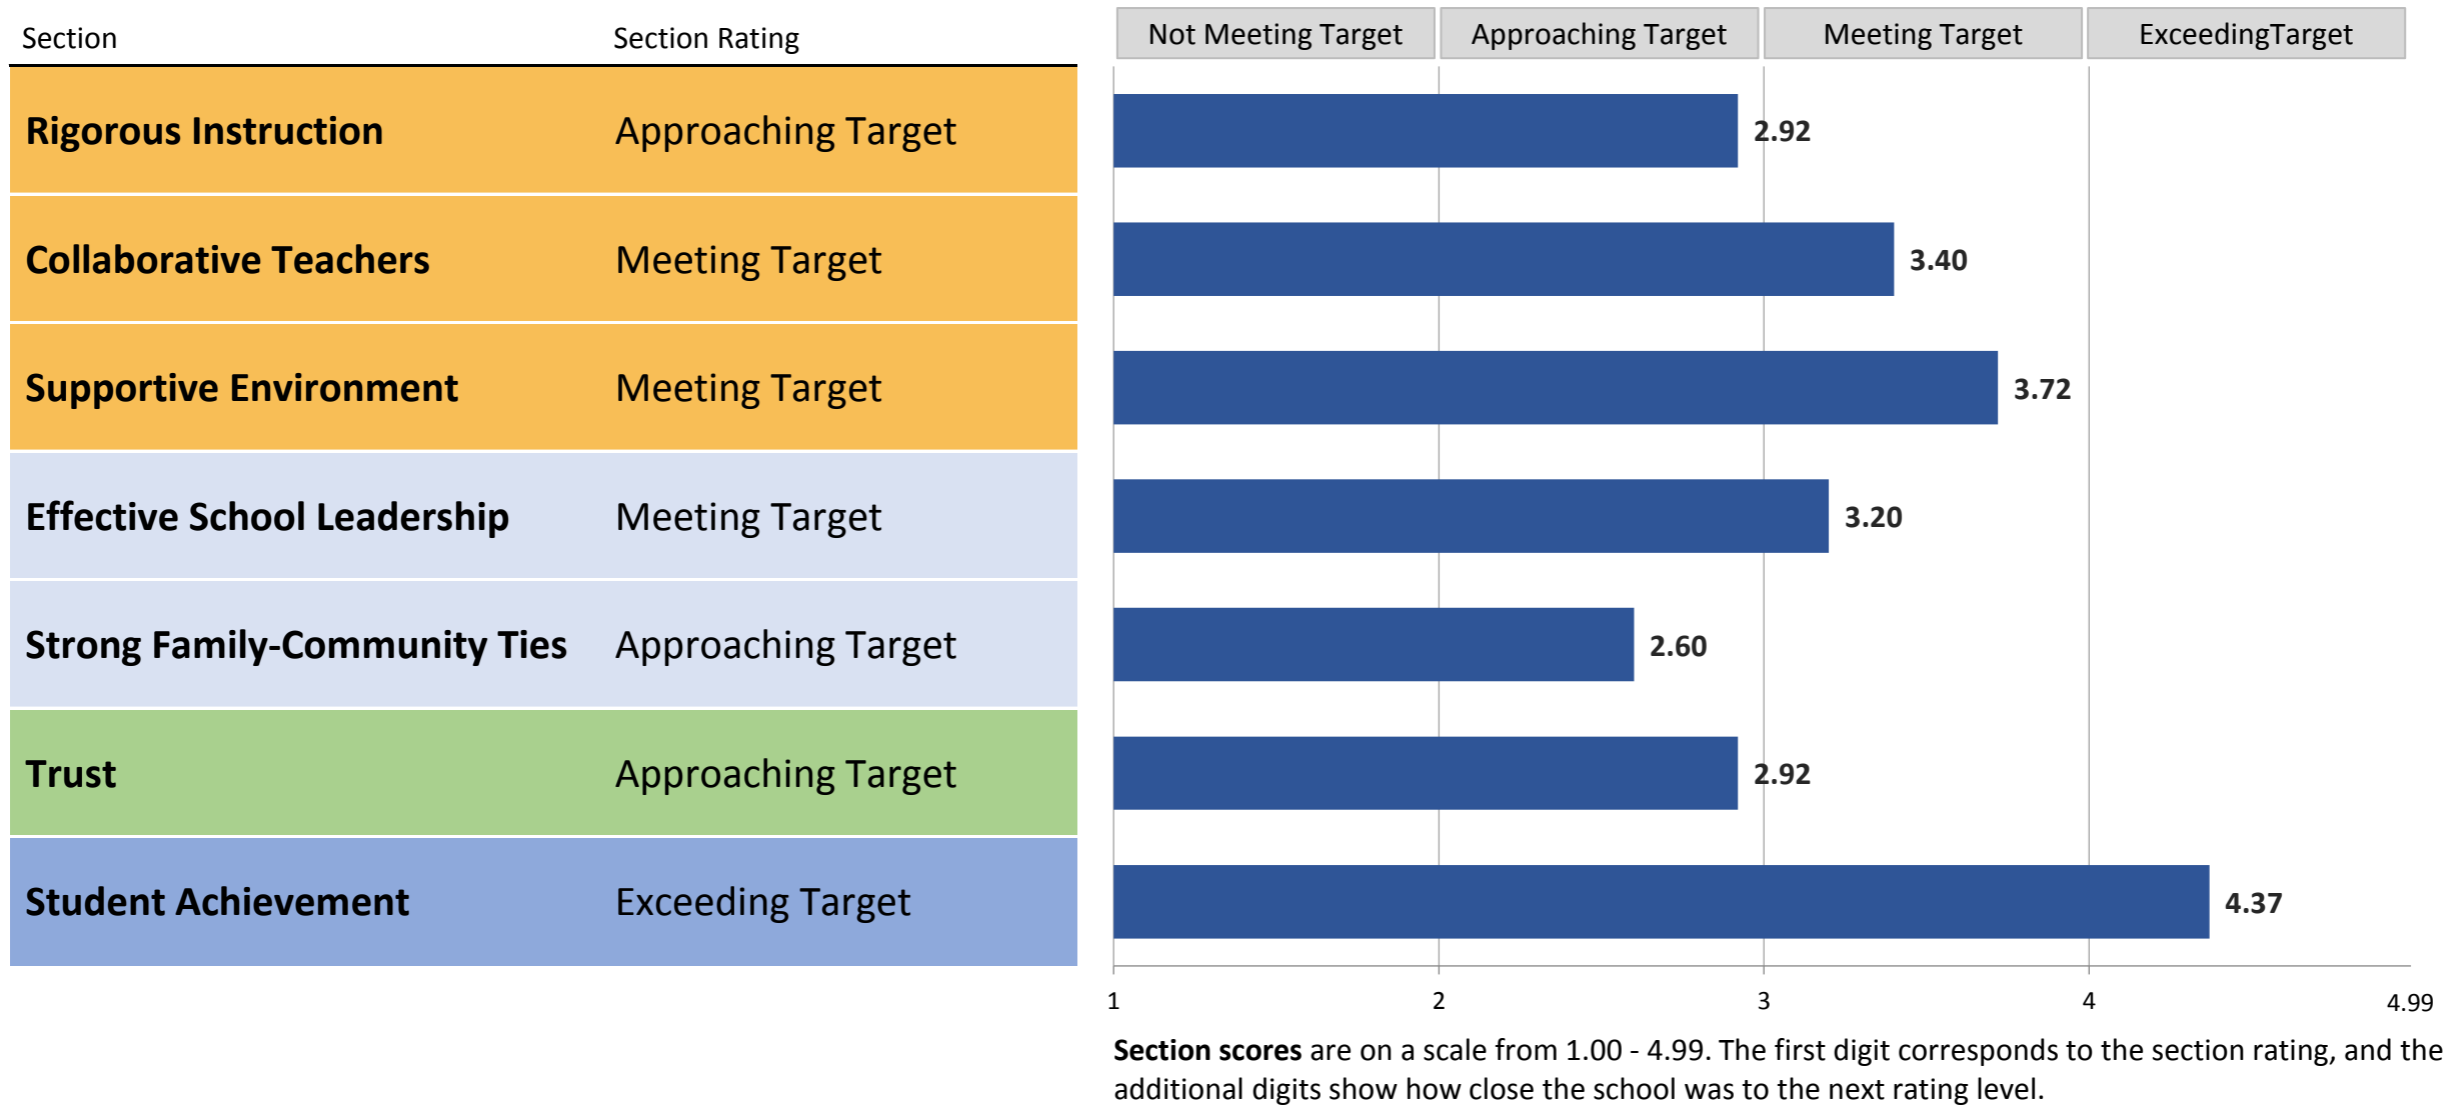 Section Section Rating Not Meeting Target Approaching Target Meeting Target ExceedingTarget
Rigorous Instruction Approaching Target 2.92
Collaborative Teachers Meeting Target 3.40
Supportive Environment Meeting Target 3.72
Effective School Leadership Meeting Target 3.20
Strong Family-Community Ties Approaching Target 2.60
Trust Approaching Target 2.92
Student Achievement Exceeding Target 4.37
1 2 3 4 4.99
Section scores are on a scale from 1.00 - 4.99. The first digit corresponds to the section rating, and the
additional digits show how close the school was to the next rating level.